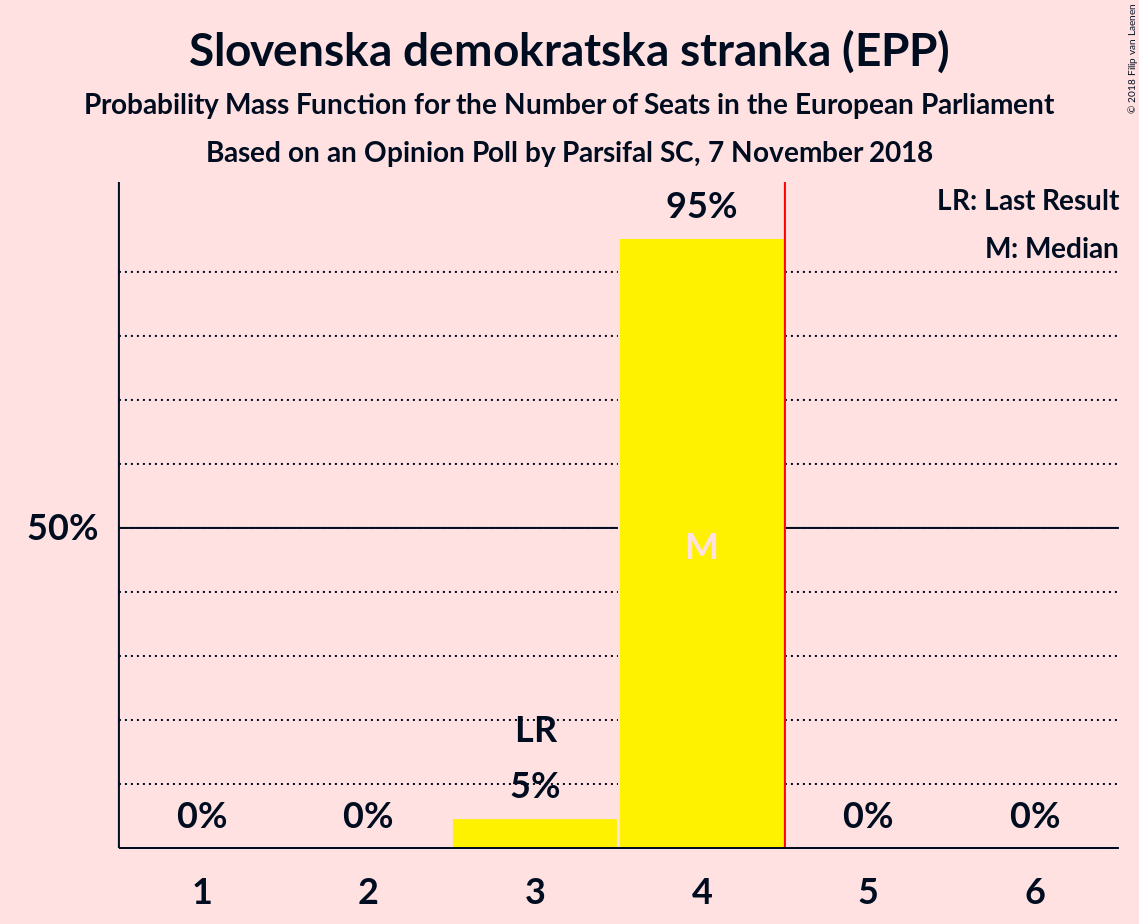 Slovenska demokratska stranka (EPP)
Probability Mass Function for the Number of Seats in the European Parliament
Based on an Opinion Poll by Parsifal SC, 7 November 2018
© 2018 Filip van Laenen
LR: Last Result
M: Median
95%
50%
M
LR
5%
0%
0%
0%
0%
1
2
3
4
5
6